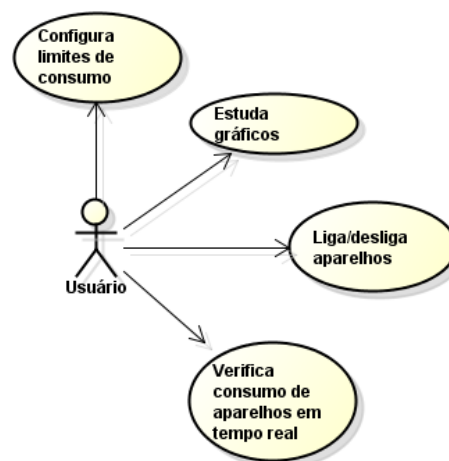 Configura
limites de
consumo
Estuda
gráficos
Liga/desliga
aparelhos
Usuário
Verifica
consumo de
aparelhos em
tempo real